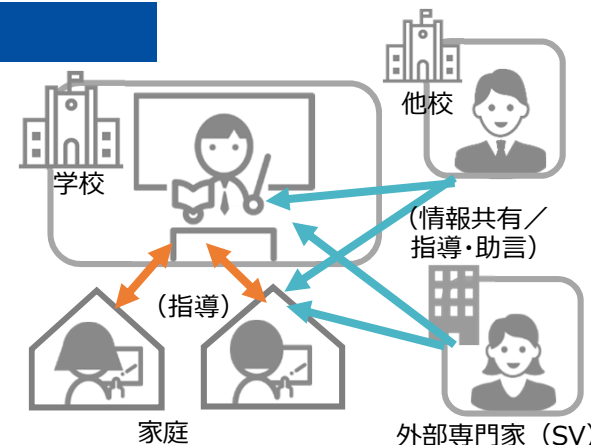 他校
学校
（情報共有／
指導・助言）
（指導）
家庭
外部専門家（SV）